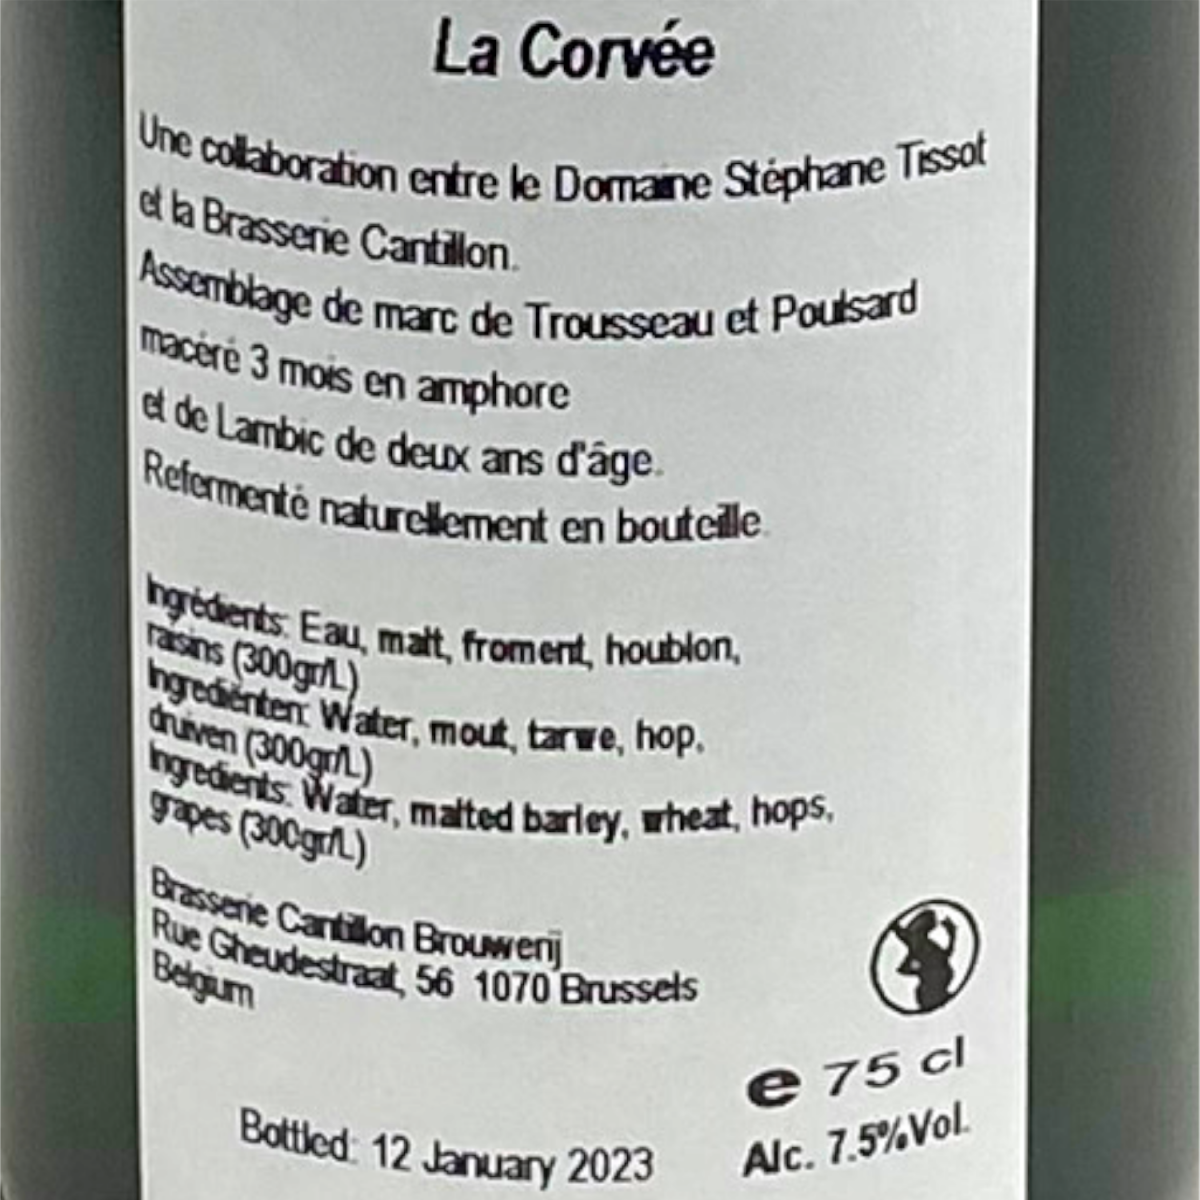 La Corvée
Une collaboration entre le Domaine Stéphane Tissot
et la Brasserie Cantillon.
Assemblage de marc de Trousseau et Poulsard
macéré 3 mois en amphore
et de Lambic de deux ans d'âge.
Refermenté naturellement en bouteille.
Ingrédients: Eau, malt, froment, houblon,
raisins (300gr/L)
Ingrediënten: Water, mout, tarwe, hop,
druiven (300gr/L)
Ingredients: Water, malted barley, wheat, hops,
grapes (300gr/L)
Brasserie Cantillon Brouwerij
Rue Gheudestraat, 56 1070 Brussels
Belgium
e 75 cl
Bottled: 12 January 2023
Alc. 7.5%Vol.